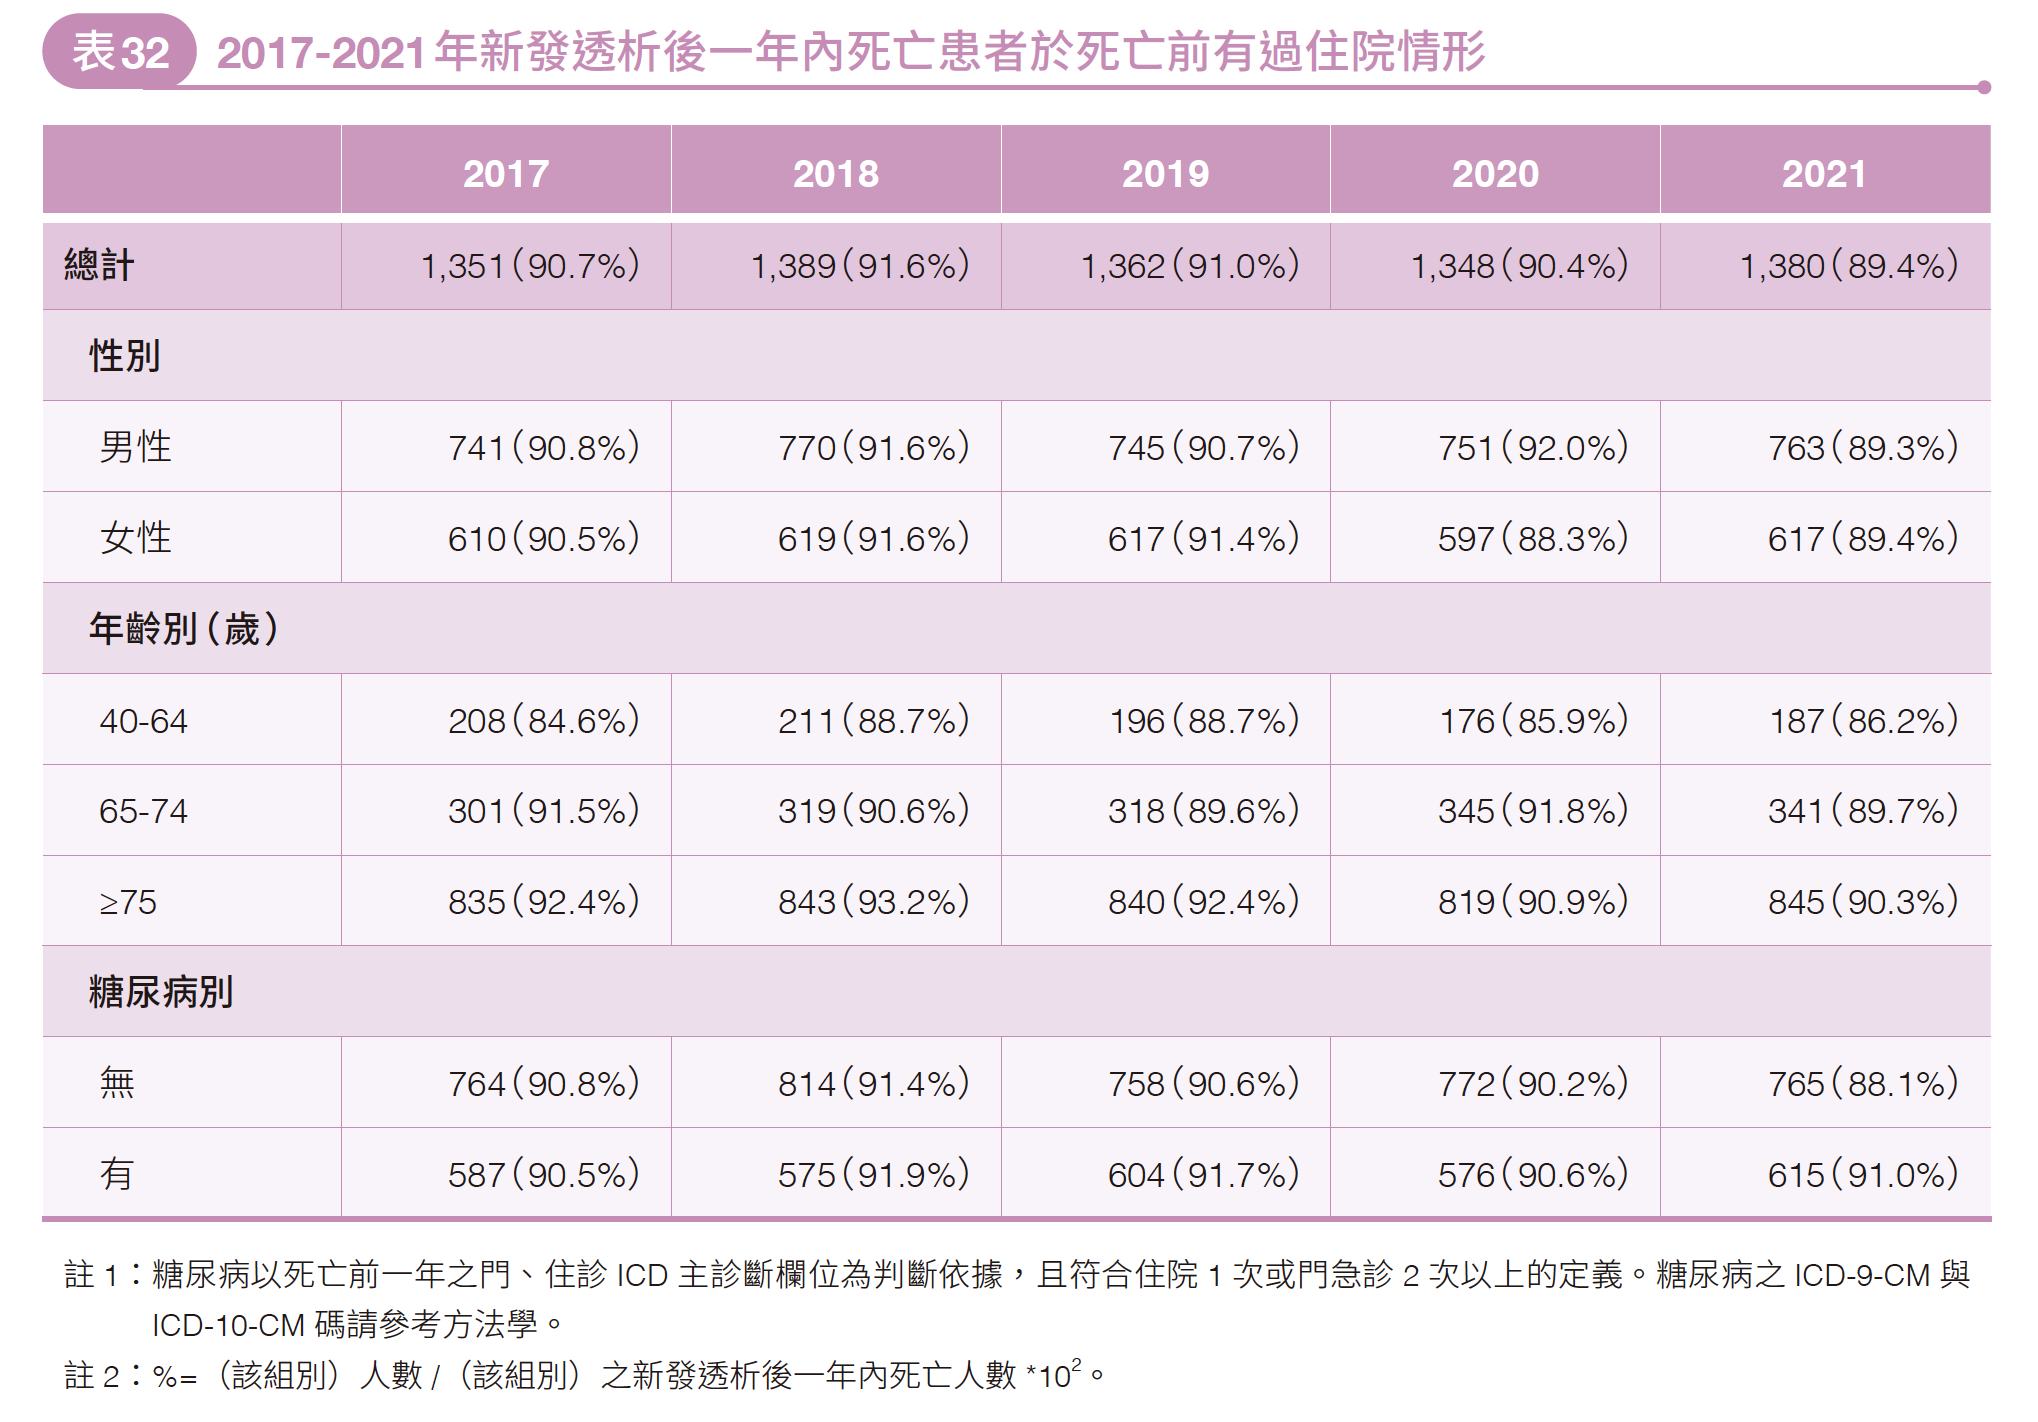 表32 2017-2021年新發透析後一年內死亡患者於死亡前有過住院情形
2017 2018 2019 2020 2021
總計 1,351(90.7%) 1,389(91.6%) 1,362(91.0%) 1,348(90.4%) 1,380(89.4%)
性別
男性 741(90.8%) 770(91.6%) 745(90.7%) 751(92.0%) 763(89.3%)
女性 610(90.5%) 619(91.6%) 617(91.4%) 597(88.3%) 617(89.4%)
年齡別(歲)
40-64 208(84.6%) 211(88.7%) 196(88.7%) 176(85.9%) 187(86.2%)
65-74 301(91.5%) 319(90.6%) 318(89.6%) 345(91.8%) 341(89.7%)
≥75 835(92.4%) 843(93.2%) 840(92.4%) 819(90.9%) 845(90.3%)
糖尿病別
無 764(90.8%) 814(91.4%) 758(90.6%) 772(90.2%) 765(88.1%)
有 587(90.5%) 575(91.9%) 604(91.7%) 576(90.6%) 615(91.0%)
註 1：糖尿病以死亡前一年之門、住診 ICD 主診斷欄位為判斷依據，且符合住院 1 次或門急診 2 次以上的定義。糖尿病之 ICD-9-CM 與
ICD-10-CM 碼請參考方法學。
註 2：%=（該組別）人數 /（該組別）之新發透析後一年內死亡人數 *10²。